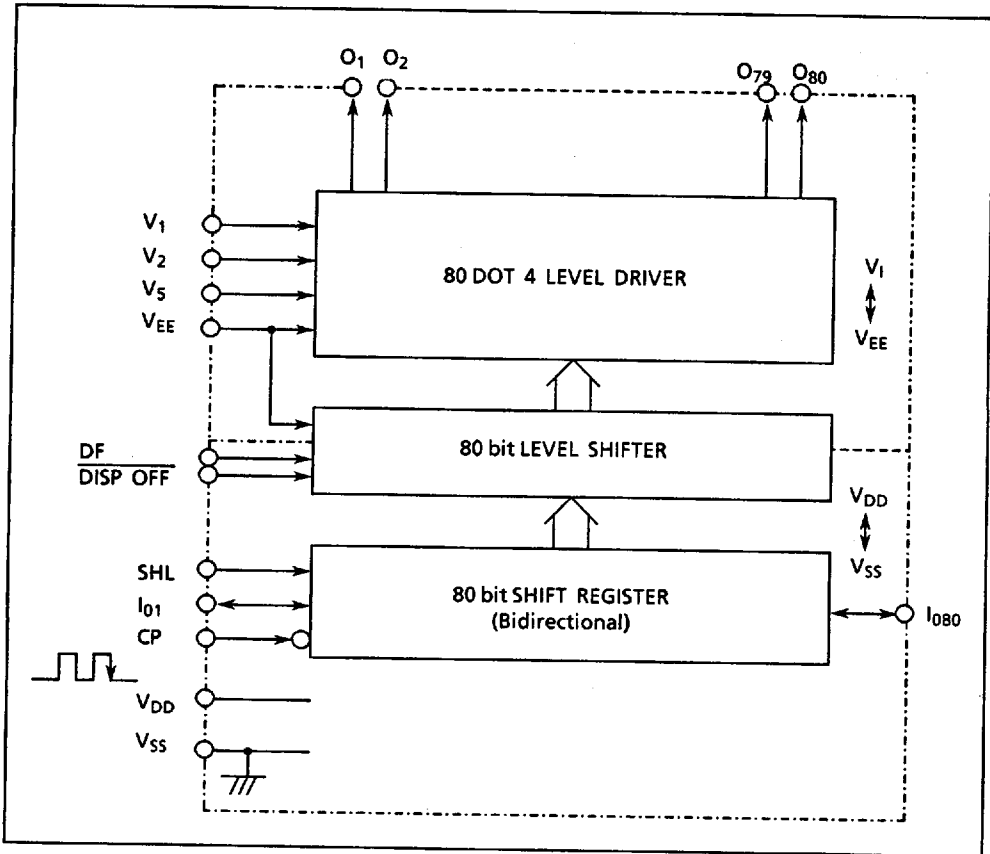 O1 O2 O79 O80
V1
V2
V5
VEE
80 DOT 4 LEVEL DRIVER
VI
VEE
DF
DISP OFF
80 bit LEVEL SHIFTER
VDD
VSS
SHL
I01
CP
80 bit SHIFT REGISTER
(Bidirectional)
I080
VDD
VSS